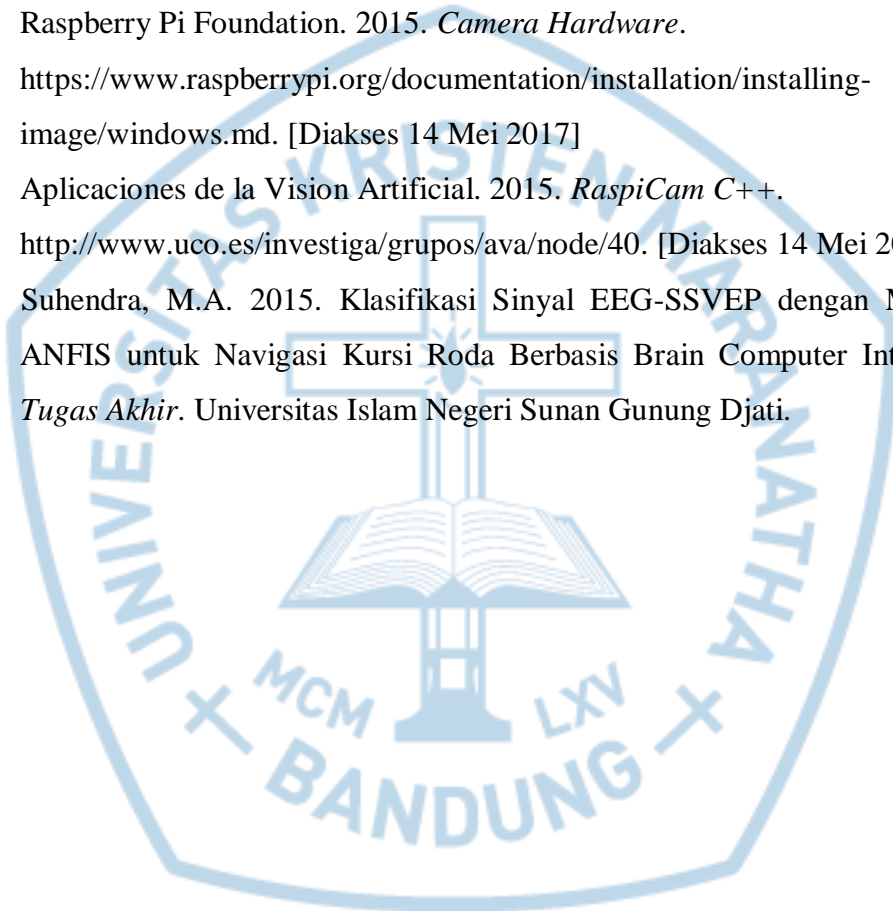 Raspberry Pi Foundation. 2015. Camera Hardware.
https://www.raspberrypi.org/documentation/installation/installing-
image/windows.md. [Diakses 14 Mei 2017]
Aplicaciones de la Vision Artificial. 2015. RaspiCam C++.
http://www.uco.es/investiga/grupos/ava/node/40. [Diakses 14 Mei
Suhendra, M.A. 2015. Klasifikasi Sinyal EEG-SSVEP dengan
ANFIS untuk Navigasi Kursi Roda Berbasis Brain Computer
Tugas Akhir. Universitas Islam Negeri Sunan Gunung Djati.
UNIVERSITAS KRISTEN MARANATHA
MCM LXV
BANDUNG